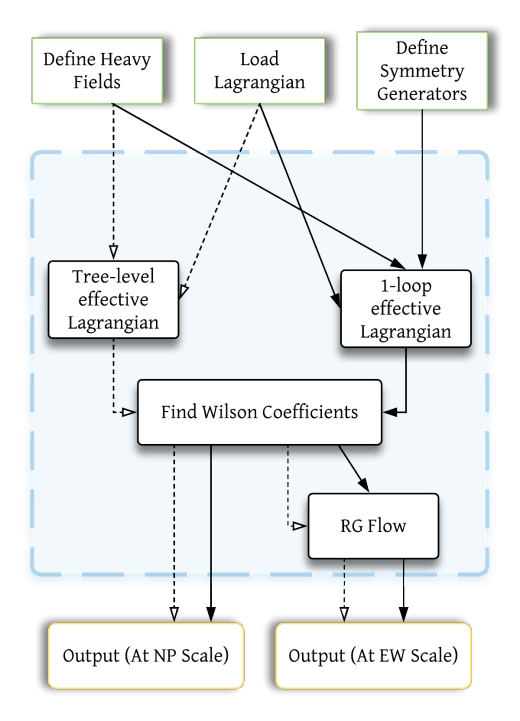 Define Heavy
Fields
Load
Lagrangian
Define
Symmetry
Generators
Tree-level
effective
Lagrangian
1-loop
effective
Lagrangian
Find Wilson Coefficients
RG Flow
Output (At NP Scale)
Output (At EW Scale)